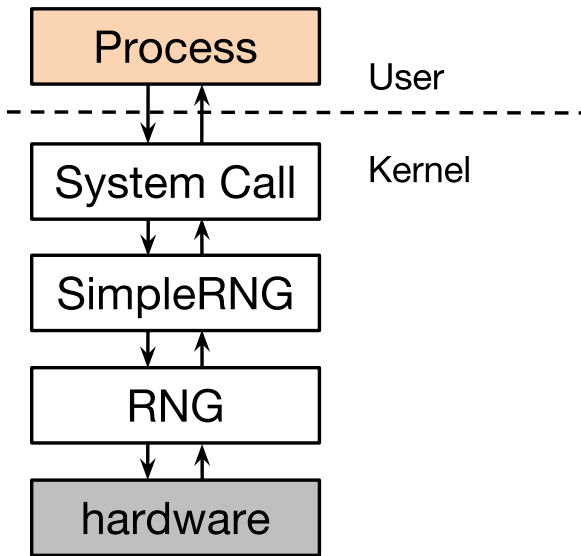 Process
User
System Call
Kernel
SimpleRNG
RNG
hardware